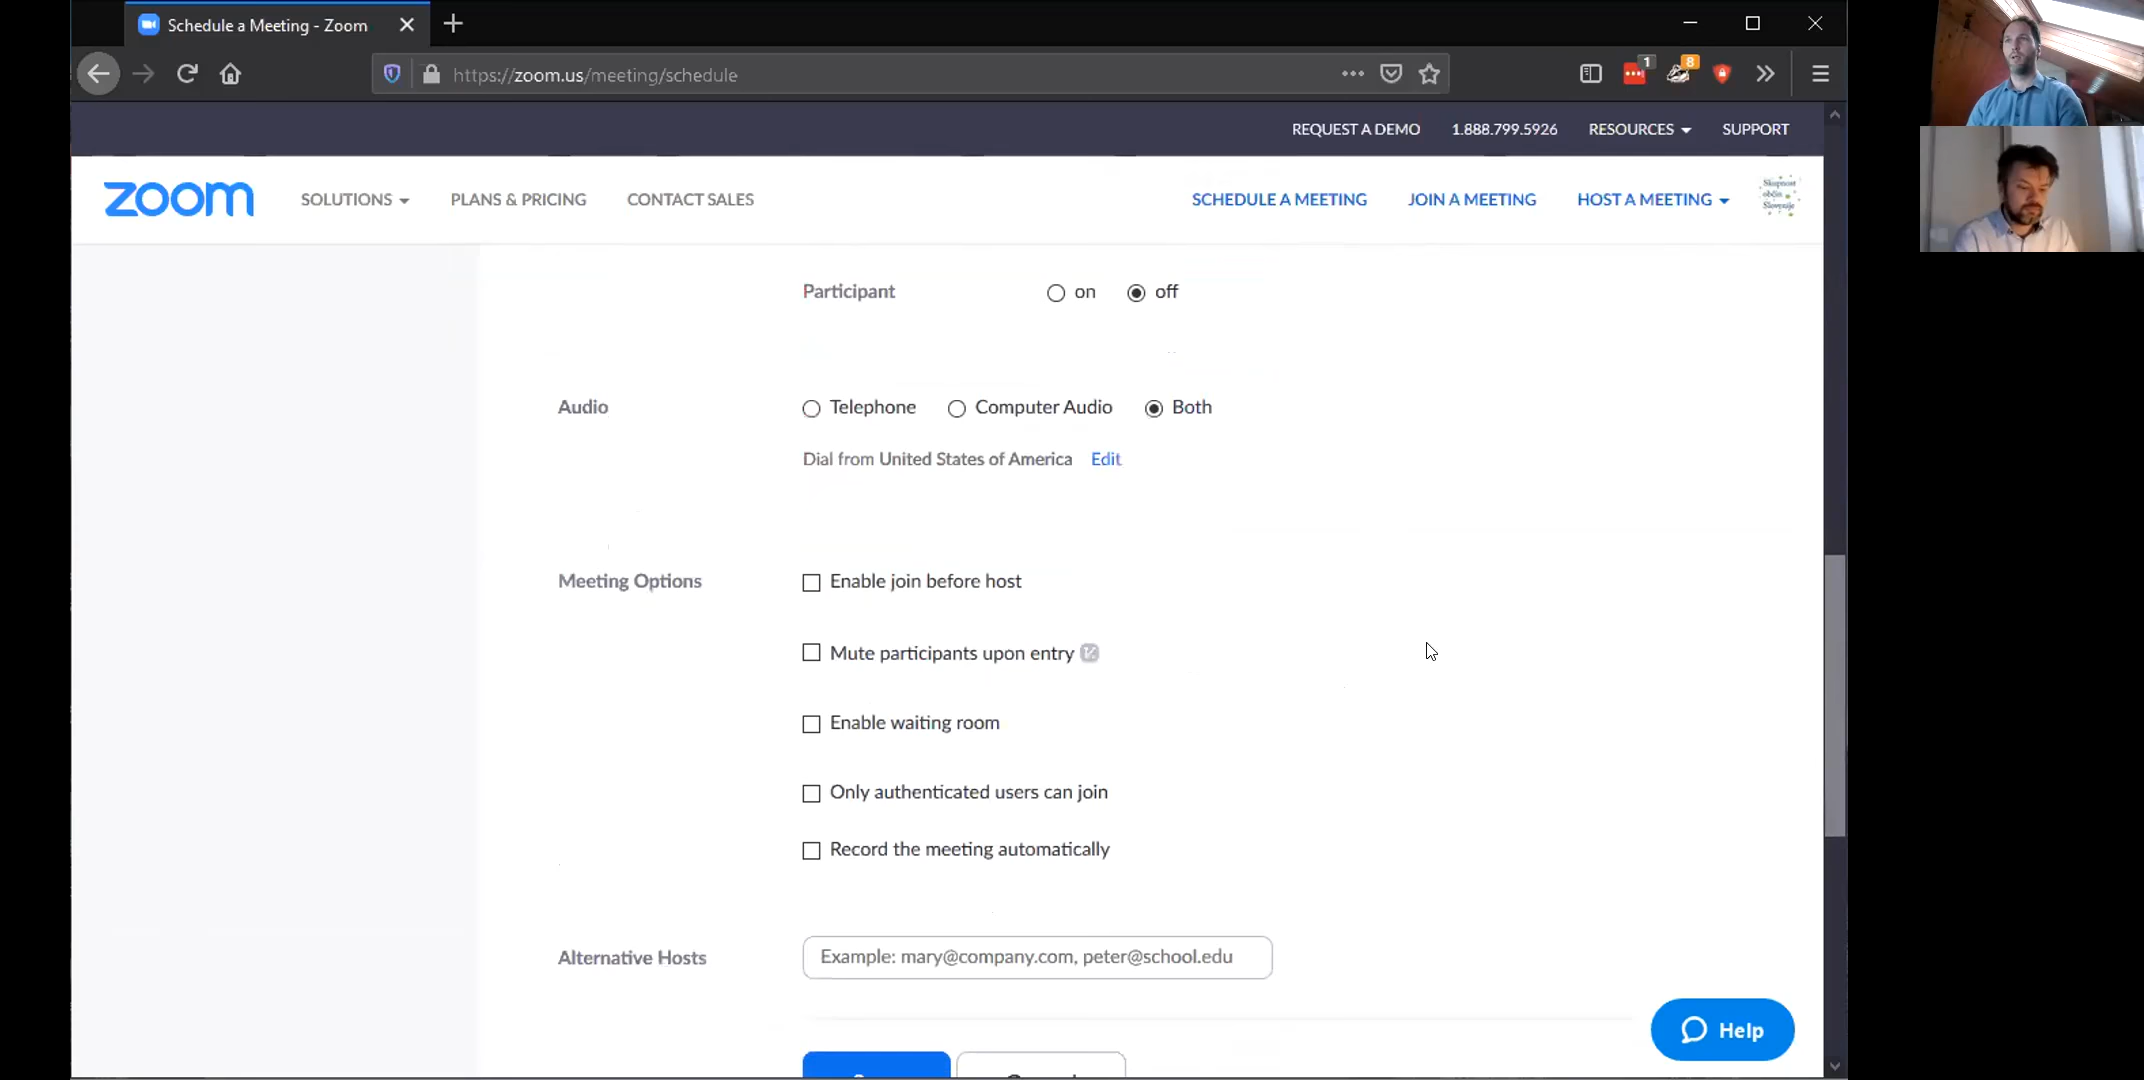 Schedule a Meeting - Zoom
https://zoom.us/meeting/schedule
1
8
REQUEST A DEMO 1.888.799.5926 RESOURCES SUPPORT
zoom SOLUTIONS PLANS & PRICING CONTACT SALES SCHEDULE A MEETING JOIN A MEETING HOST A MEETING
Skupnost
občin
Slovenije
Participant on off
Audio Telephone Computer Audio Both
Dial from United States of America Edit
Meeting Options Enable join before host
Mute participants upon entry
Enable waiting room
Only authenticated users can join
Record the meeting automatically
Alternative Hosts Example: mary@company.com, peter@school.edu
Help